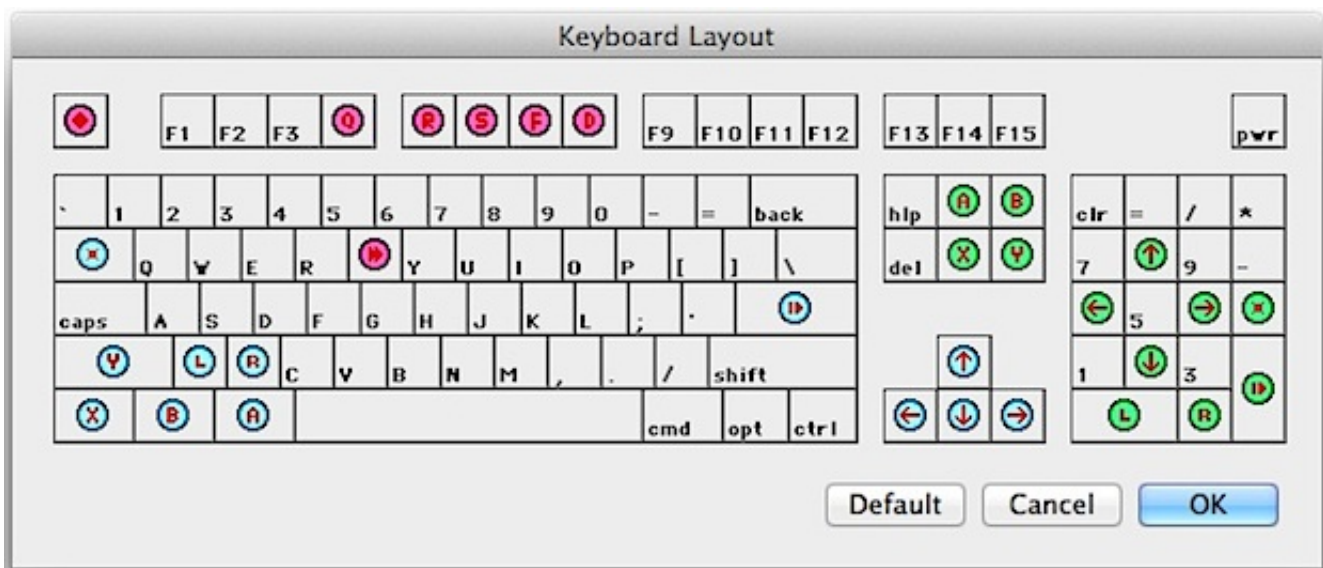 Keyboard Layout
F1 F2 F3 Q R S F D F9 F10 F11 F12 F13 F14 F15 pwr
` 1 2 3 4 5 6 7 8 9 0 - = back hlp A B clr = / *
Q W E R Y U I O P [ ] \ del X Y 7 ↑ 9 -
caps A S D F G H J K L ; ' ← 5 →
Y L R C V B N M , . / shift ↑ 1 ↓ 3
X B A cmd opt ctrl ← ↓ → L R
Default Cancel OK